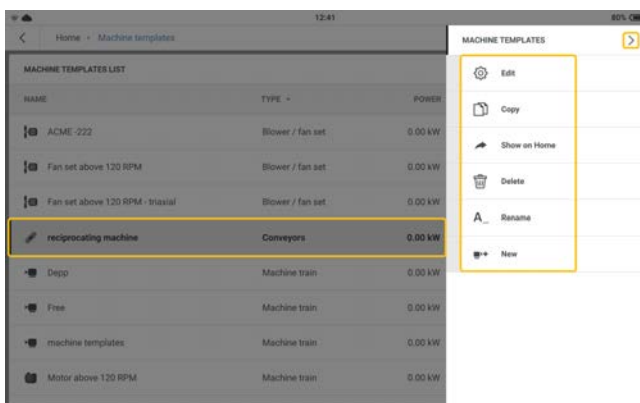 12:41
80%
Home • Machine templates
MACHINE TEMPLATES
MACHINE TEMPLATES LIST
NAME TYPE POWER
ACME -222 Blower / fan set 0.00 kW
Fan set above 120 RPM Blower / fan set 0.00 kW
Fan set above 120 RPM - triaxial Blower / fan set 0.00 kW
reciprocating machine Conveyors 0.00 kW
Depp Machine train 0.00 kW
Free Machine train 0.00 kW
machine templates Machine train 0.00 kW
Motor above 120 RPM Machine train 0.00 kW
Edit
Copy
Show on Home
Delete
A_ Rename
New